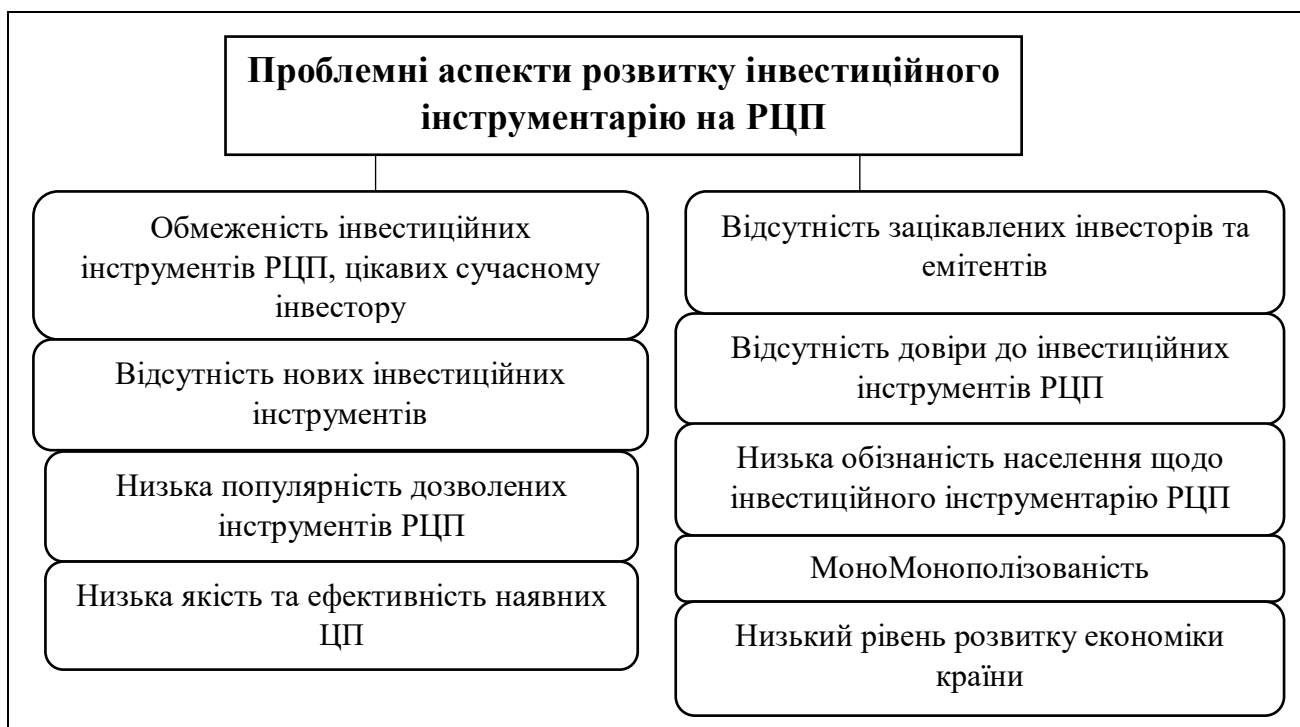 Проблемні аспекти розвитку інвестиційного
інструментарію на РЦП
Обмеженість інвестиційних
інструментів РЦП, цікавих сучасному
інвестору
Відсутність нових інвестиційних
інструментів
Низька популярність дозволених
інструментів РЦП
Низька якість та ефективність наявних
ЦП
Відсутність зацікавлених інвесторів та
емітентів
Відсутність довіри до інвестиційних
інструментів РЦП
Низька обізнаність населення щодо
інвестиційного інструментарію РЦП
МоноМонополізованість
Низький рівень розвитку економіки
країни